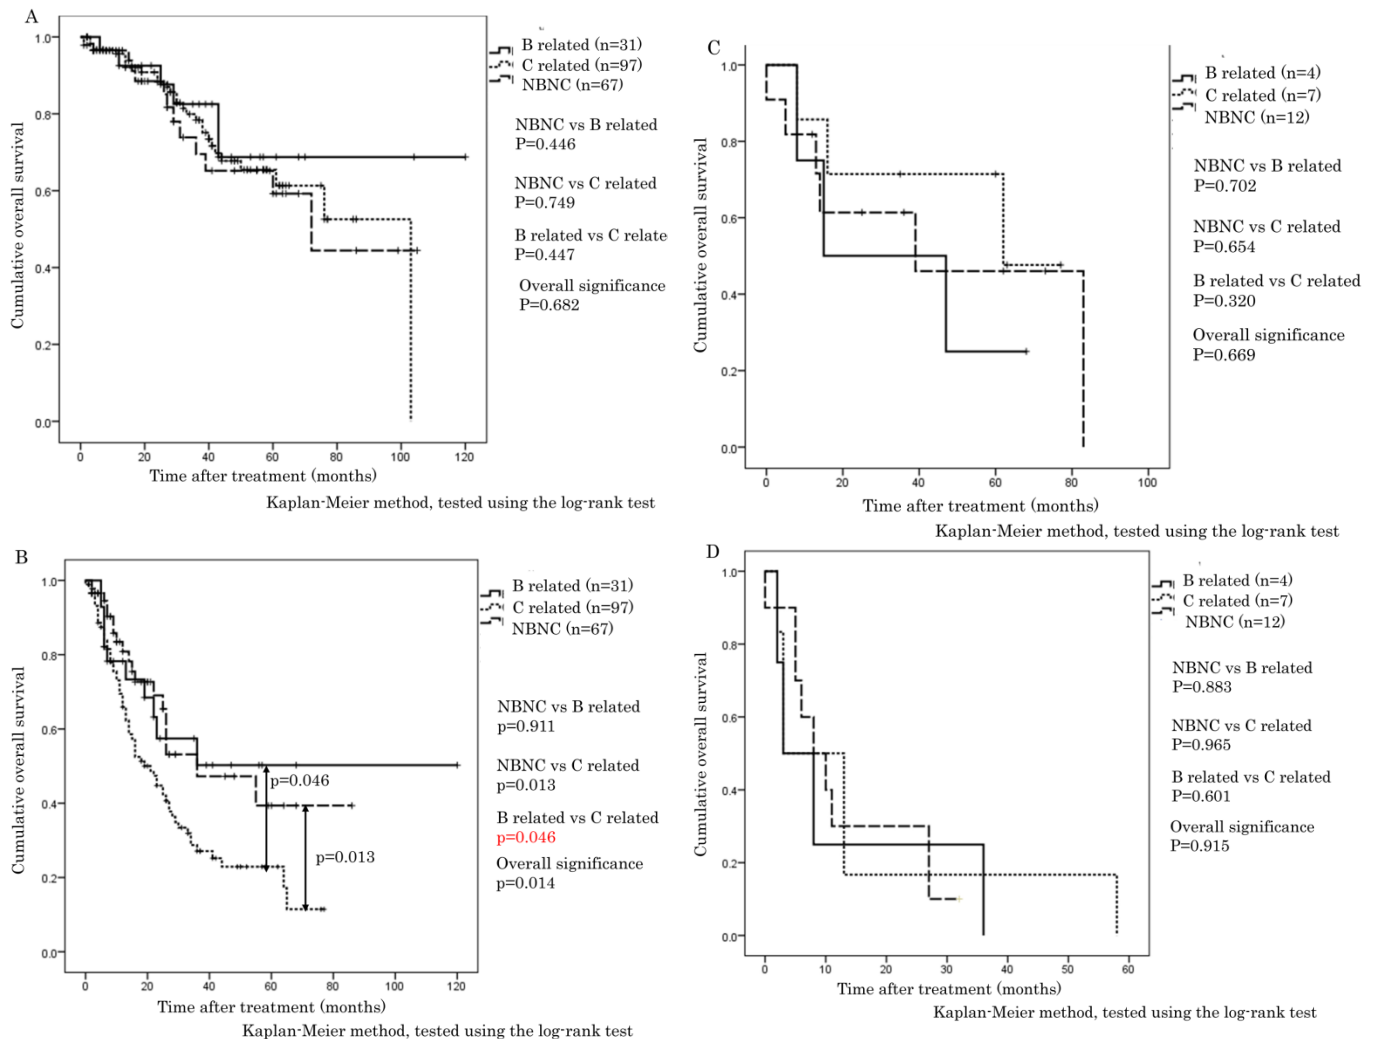 A
Cumulative overall survival
1.0
0.8
0.6
0.4
0.2
0.0
0 20 40 60 80 100 120
Time after treatment (months)
Kaplan-Meier method, tested using the log-rank test
B related (n=31)
C related (n=97)
NBNC (n=67)
NBNC vs B related
P=0.446
NBNC vs C related
P=0.749
B related vs C relate
P=0.447
Overall significance
P=0.682
C
Cumulative overall survival
1.0
0.8
0.6
0.4
0.2
0.0
0 20 40 60 80 100
Time after treatment (months)
Kaplan-Meier method, tested using the log-rank test
B related (n=4)
C related (n=7)
NBNC (n=12)
NBNC vs B related
P=0.702
NBNC vs C related
P=0.654
B related vs C related
P=0.320
Overall significance
P=0.669
B
Cumulative overall survival
1.0
0.8
0.6
0.4
0.2
0.0
p=0.046
p=0.013
0 20 40 60 80 100 120
Time after treatment (months)
Kaplan-Meier method, tested using the log-rank test
B related (n=31)
C related (n=97)
NBNC (n=67)
NBNC vs B related
p=0.911
NBNC vs C related
p=0.013
B related vs C related
p=0.046
Overall significance
p=0.014
D
Cumulative overall survival
1.0
0.8
0.6
0.4
0.2
0.0
0 10 20 30 40 50 60
Time after treatment (months)
Kaplan-Meier method, tested using the log-rank test
B related (n=4)
C related (n=7)
NBNC (n=12)
NBNC vs B related
P=0.883
NBNC vs C related
P=0.965
B related vs C related
P=0.601
Overall significance
P=0.915